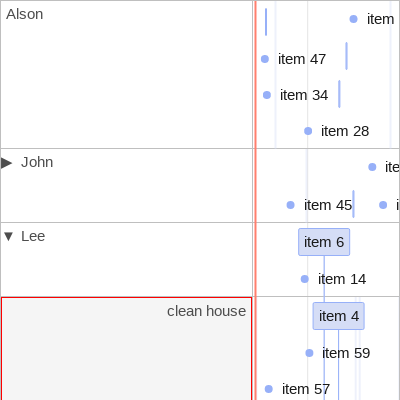 Alson
item
item 47
item 34
item 28
▶ John
ite
item 45
▼ Lee
item 6
item 14
clean house
item 4
item 59
item 57